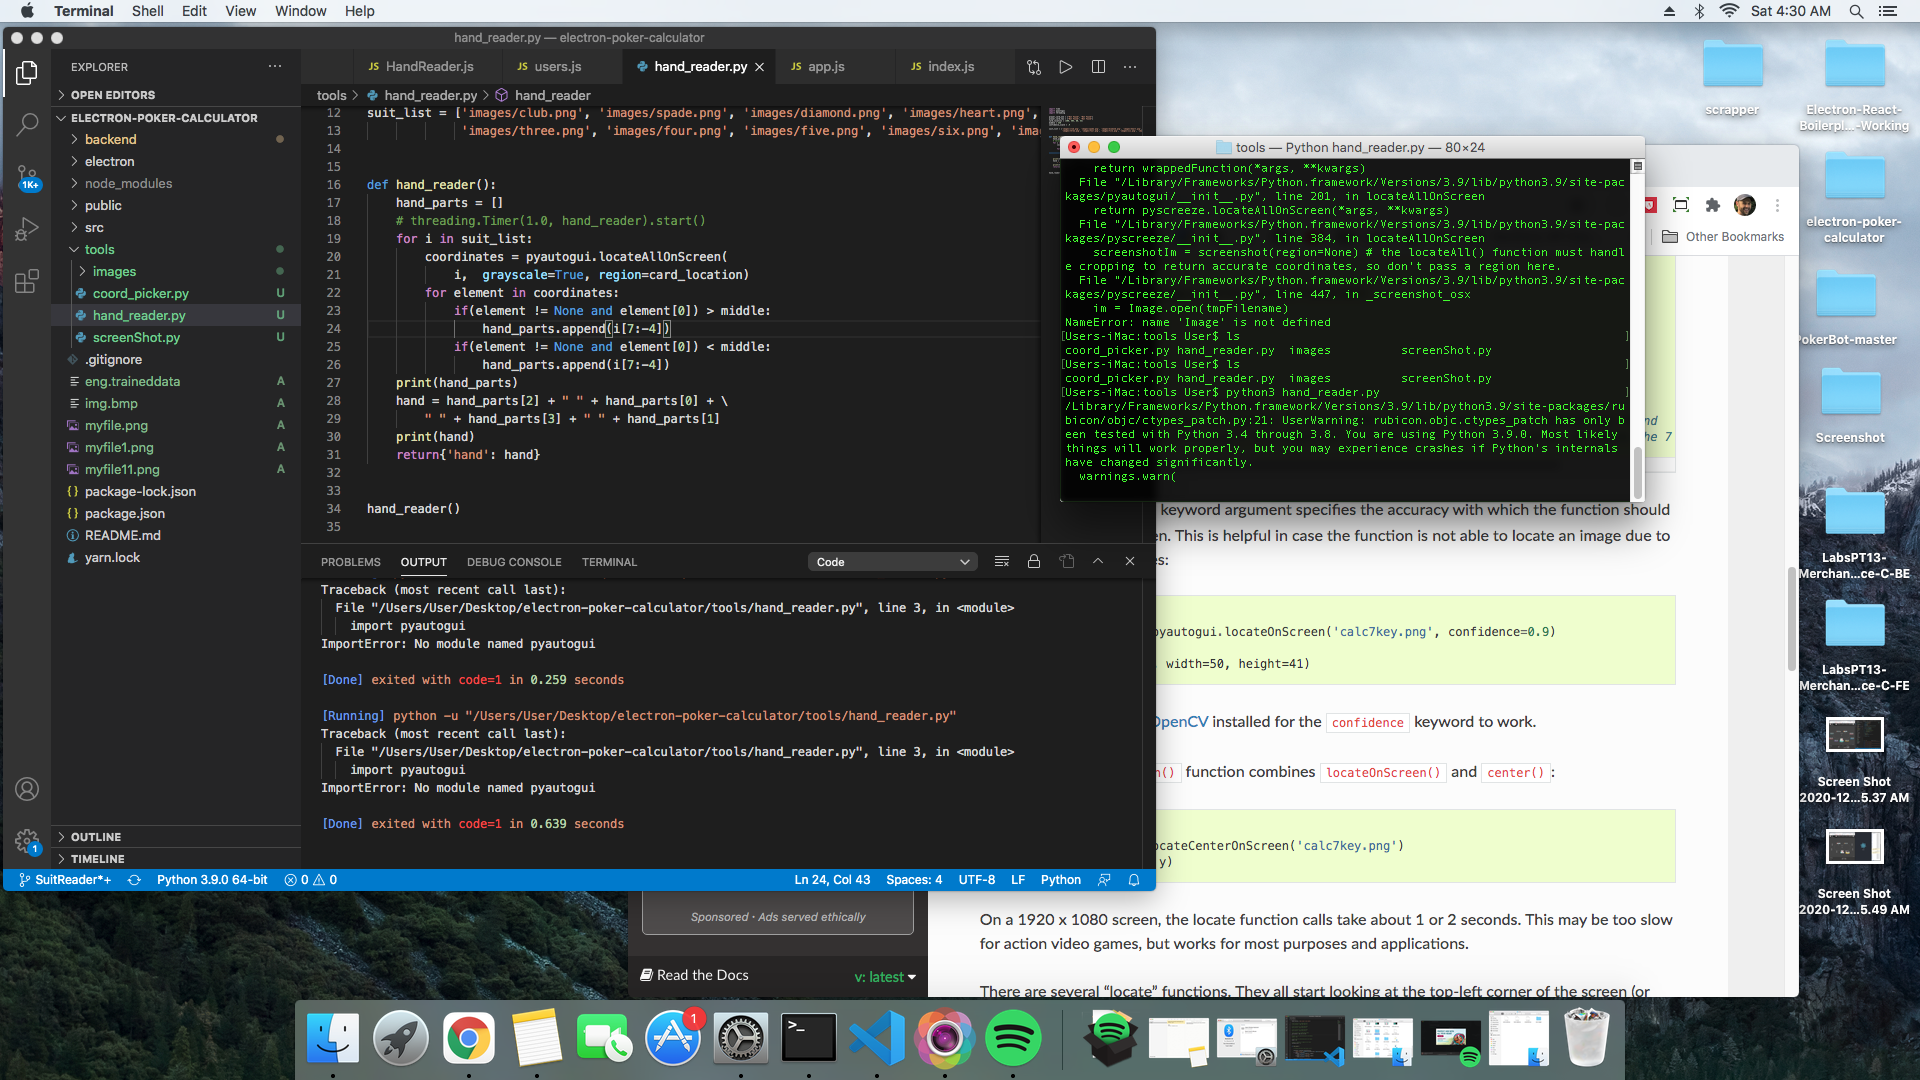 Terminal Shell Edit View Window Help
Sat 4:30 AM
hand_reader.py — electron-poker-calculator
EXPLORER
OPEN EDITORS
ELECTRON-POKER-CALCULATOR
backend
electron
node_modules
public
src
tools
images
coord_picker.py U
hand_reader.py U
screenShot.py U
.gitignore
eng.traineddata A
img.bmp A
myfile.png A
myfile1.png A
myfile11.png A
package-lock.json
package.json
README.md
yarn.lock
OUTLINE
TIMELINE
1K+
1
JS HandReader.js
JS users.js
hand_reader.py
JS app.js
JS index.js
tools > hand_reader.py > hand_reader
12 suit_list = ['images/club.png', 'images/spade.png', 'images/diamond.png', 'images/heart.png',
13 'images/three.png', 'images/four.png', 'images/five.png', 'images/six.png', 'imag
14
15
16 def hand_reader():
17 hand_parts = []
18 # threading.Timer(1.0, hand_reader).start()
19 for i in suit_list:
20 coordinates = pyautogui.locateAllOnScreen(
21 i,  grayscale=True, region=card_location)
22 for element in coordinates:
23 if(element != None and element[0]) > middle:
24 hand_parts.append(i[7:-4])
25 if(element != None and element[0]) < middle:
26 hand_parts.append(i[7:-4])
27 print(hand_parts)
28 hand = hand_parts[2] + " " + hand_parts[0] + \
29 " " + hand_parts[3] + " " + hand_parts[1]
30 print(hand)
31 return{'hand': hand}
32
33
34 hand_reader()
35
PROBLEMS OUTPUT DEBUG CONSOLE TERMINAL
Code
Traceback (most recent call last):
File "/Users/User/Desktop/electron-poker-calculator/tools/hand_reader.py", line 3, in <module>
import pyautogui
ImportError: No module named pyautogui
[Done] exited with code=1 in 0.259 seconds
[Running] python -u "/Users/User/Desktop/electron-poker-calculator/tools/hand_reader.py"
Traceback (most recent call last):
File "/Users/User/Desktop/electron-poker-calculator/tools/hand_reader.py", line 3, in <module>
import pyautogui
ImportError: No module named pyautogui
[Done] exited with code=1 in 0.639 seconds
SuitReader*+ Python 3.9.0 64-bit 0 0
Ln 24, Col 43 Spaces: 4 UTF-8 LF Python
tools — Python hand_reader.py — 80×24
return wrappedFunction(*args, **kwargs)
File "/Library/Frameworks/Python.framework/Versions/3.9/lib/python3.9/site-pac
kages/pyautogui/__init__.py", line 201, in locateAllOnScreen
return pyscreeze.locateAllOnScreen(*args, **kwargs)
File "/Library/Frameworks/Python.framework/Versions/3.9/lib/python3.9/site-pac
kages/pyscreeze/__init__.py", line 384, in locateAllOnScreen
screenshotIm = screenshot(region=None) # the locateAll() function must handl
e cropping to return accurate coordinates, so don't pass a region here.
File "/Library/Frameworks/Python.framework/Versions/3.9/lib/python3.9/site-pac
kages/pyscreeze/__init__.py", line 447, in _screenshot_osx
im = Image.open(tmpFilename)
NameError: name 'Image' is not defined
[Users-iMac:tools User$ ls ]
coord_picker.py hand_reader.py images screenShot.py
[Users-iMac:tools User$ ls ]
coord_picker.py hand_reader.py images screenShot.py
[Users-iMac:tools User$ python3 hand_reader.py ]
/Library/Frameworks/Python.framework/Versions/3.9/lib/python3.9/site-packages/ru
bicon/objc/ctypes_patch.py:21: UserWarning: rubicon.objc.ctypes_patch has only b
een tested with Python 3.4 through 3.8. You are using Python 3.9.0. Most likely
things will work properly, but you may experience crashes if Python's internals
have changed significantly.
warnings.warn(
Other Bookmarks
nd
he 7
keyword argument specifies the accuracy with which the function should
en. This is helpful in case the function is not able to locate an image due to
es:
pyautogui.locateOnScreen('calc7key.png', confidence=0.9)
width=50, height=41)
OpenCV installed for the confidence keyword to work.
n() function combines locateOnScreen() and center() :
ocateCenterOnScreen('calc7key.png')
y)
On a 1920 x 1080 screen, the locate function calls take about 1 or 2 seconds. This may be too slow
for action video games, but works for most purposes and applications.
There are several “locate” functions. They all start looking at the top-left corner of the screen (or
Sponsored · Ads served ethically
Read the Docs v: latest
scrapper
Electron-React-
Boilerpl...-Working
electron-poker-
calculator
PokerBot-master
Screenshot
LabsPT13-
Merchan...ce-C-BE
LabsPT13-
Merchan...ce-C-FE
Screen Shot
2020-12...5.37 AM
Screen Shot
2020-12...5.49 AM
1